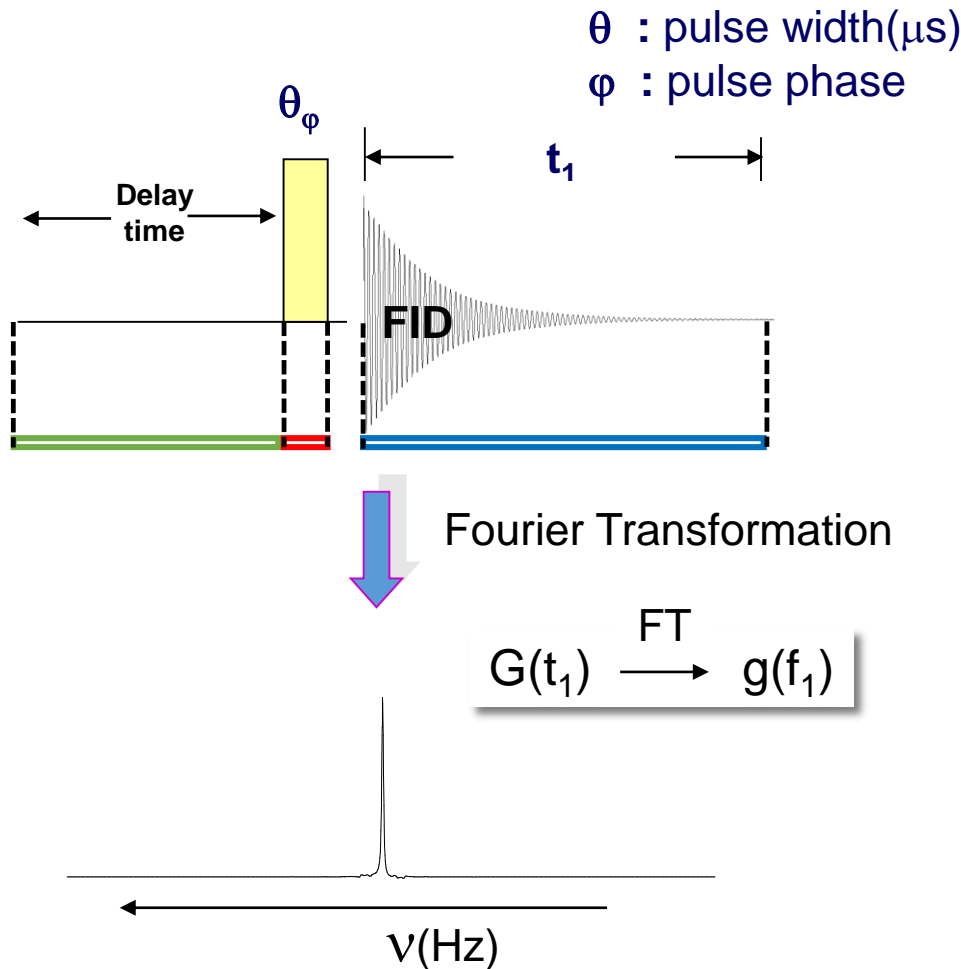 θ : pulse width(μs)
φ : pulse phase
θφ
t1
Delay
time
FID
Fourier Transformation
FT
G(t1) → g(f1)
ν(Hz)